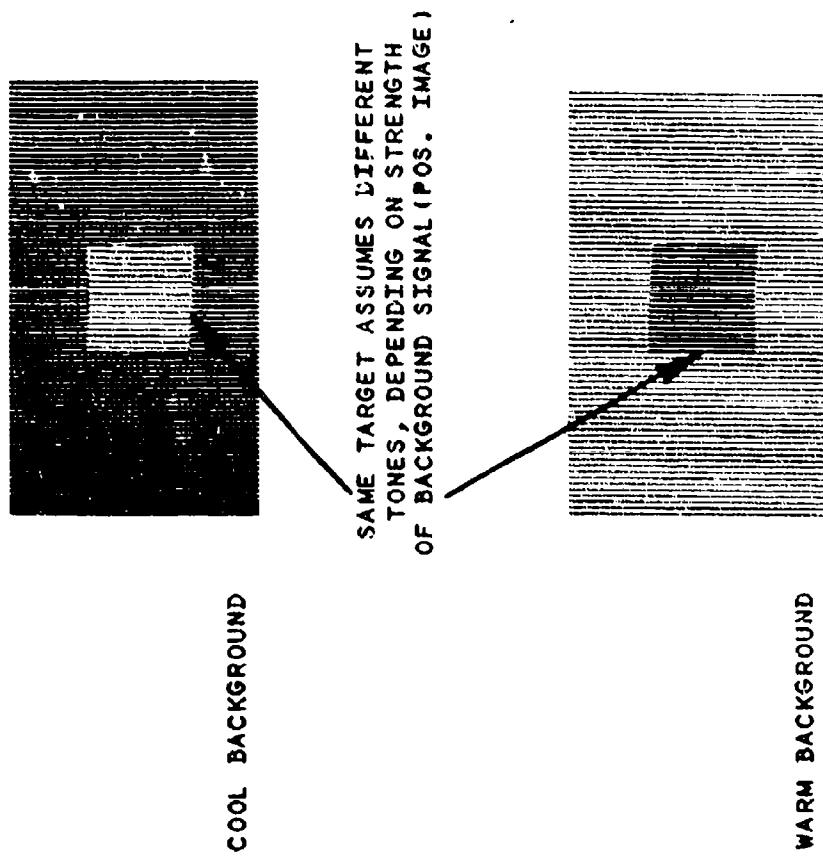 COOL BACKGROUND
SAME TARGET ASSUMES DIFFERENT
TONES, DEPENDING ON STRENGTH
OF BACKGROUND SIGNAL (POS. IMAGE)
WARM BACKGROUND